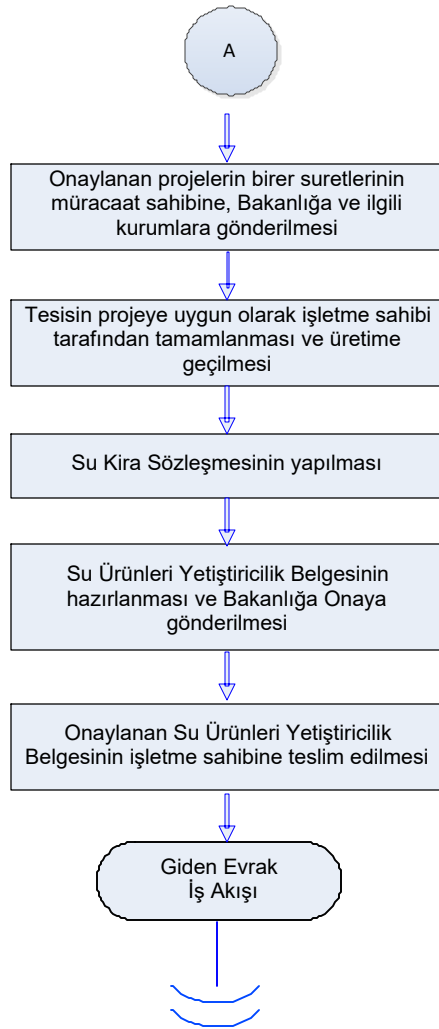 A
Onaylanan projelerin birer suretlerinin
müracaat sahibine, Bakanlığa ve ilgili
kurumlara gönderilmesi
Tesisin projeye uygun olarak işletme sahibi
tarafından tamamlanması ve üretime
geçilmesi
Su Kira Sözleşmesinin yapılması
Su Ürünleri Yetiştiricilik Belgesinin
hazırlanması ve Bakanlığa Onaya
gönderilmesi
Onaylanan Su Ürünleri Yetiştiricilik
Belgesinin işletme sahibine teslim edilmesi
Giden Evrak
İş Akışı